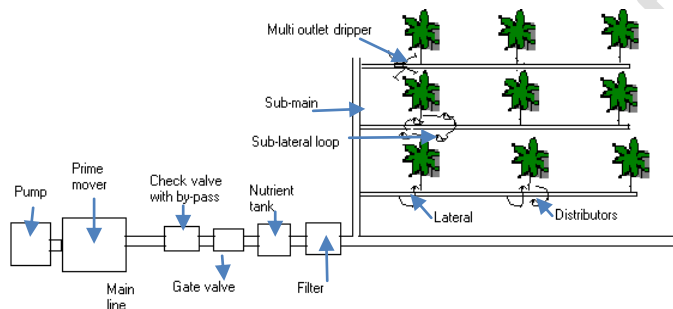 Multi outlet dripper
Sub-main
Sub-lateral loop
Prime
mover
Pump
Check valve
with by-pass
Nutrient
tank
Lateral
Distributors
Main
line
Gate valve
Filter